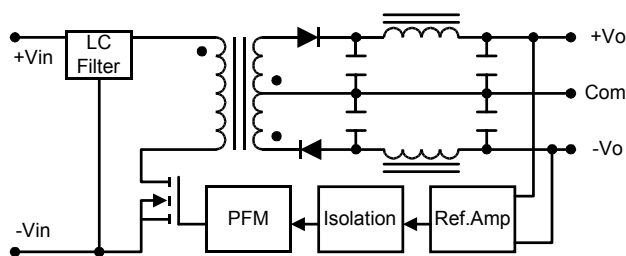 +Vin
LC
Filter
+Vo
Com
-Vo
-Vin
PFM
Isolation
Ref.Amp